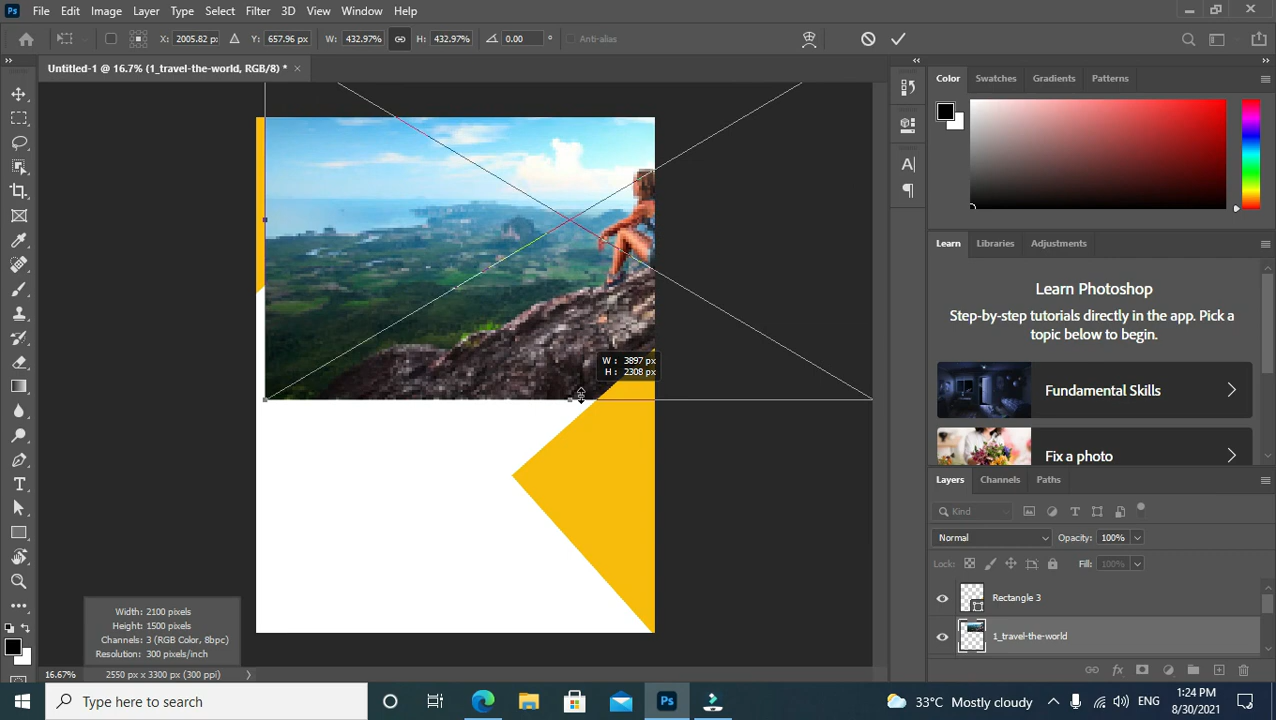 Ps File Edit Image Layer Type Select Filter 3D View Window Help
X: 2005.82 px Y: 657.96 px W: 432.97% H: 432.97% 0.00 ° Anti-alias
Untitled-1 @ 16.7% (1_travel-the-world, RGB/8) * ×
Color Swatches Gradients Patterns
Learn Libraries Adjustments
Learn Photoshop
Step-by-step tutorials directly in the app. Pick a
topic below to begin.
W : 3897 px
H : 2308 px
Fundamental Skills
Fix a photo
Layers Channels Paths
Kind
Normal Opacity: 100%
Lock: Fill: 100%
Rectangle 3
1_travel-the-world
Width: 2100 pixels
Height: 1500 pixels
Channels: 3 (RGB Color, 8bpc)
Resolution: 300 pixels/inch
16.67% 2550 px x 3300 px (300 ppi)
Type here to search
Ps
33°C Mostly cloudy
ENG
1:24 PM
8/30/2021